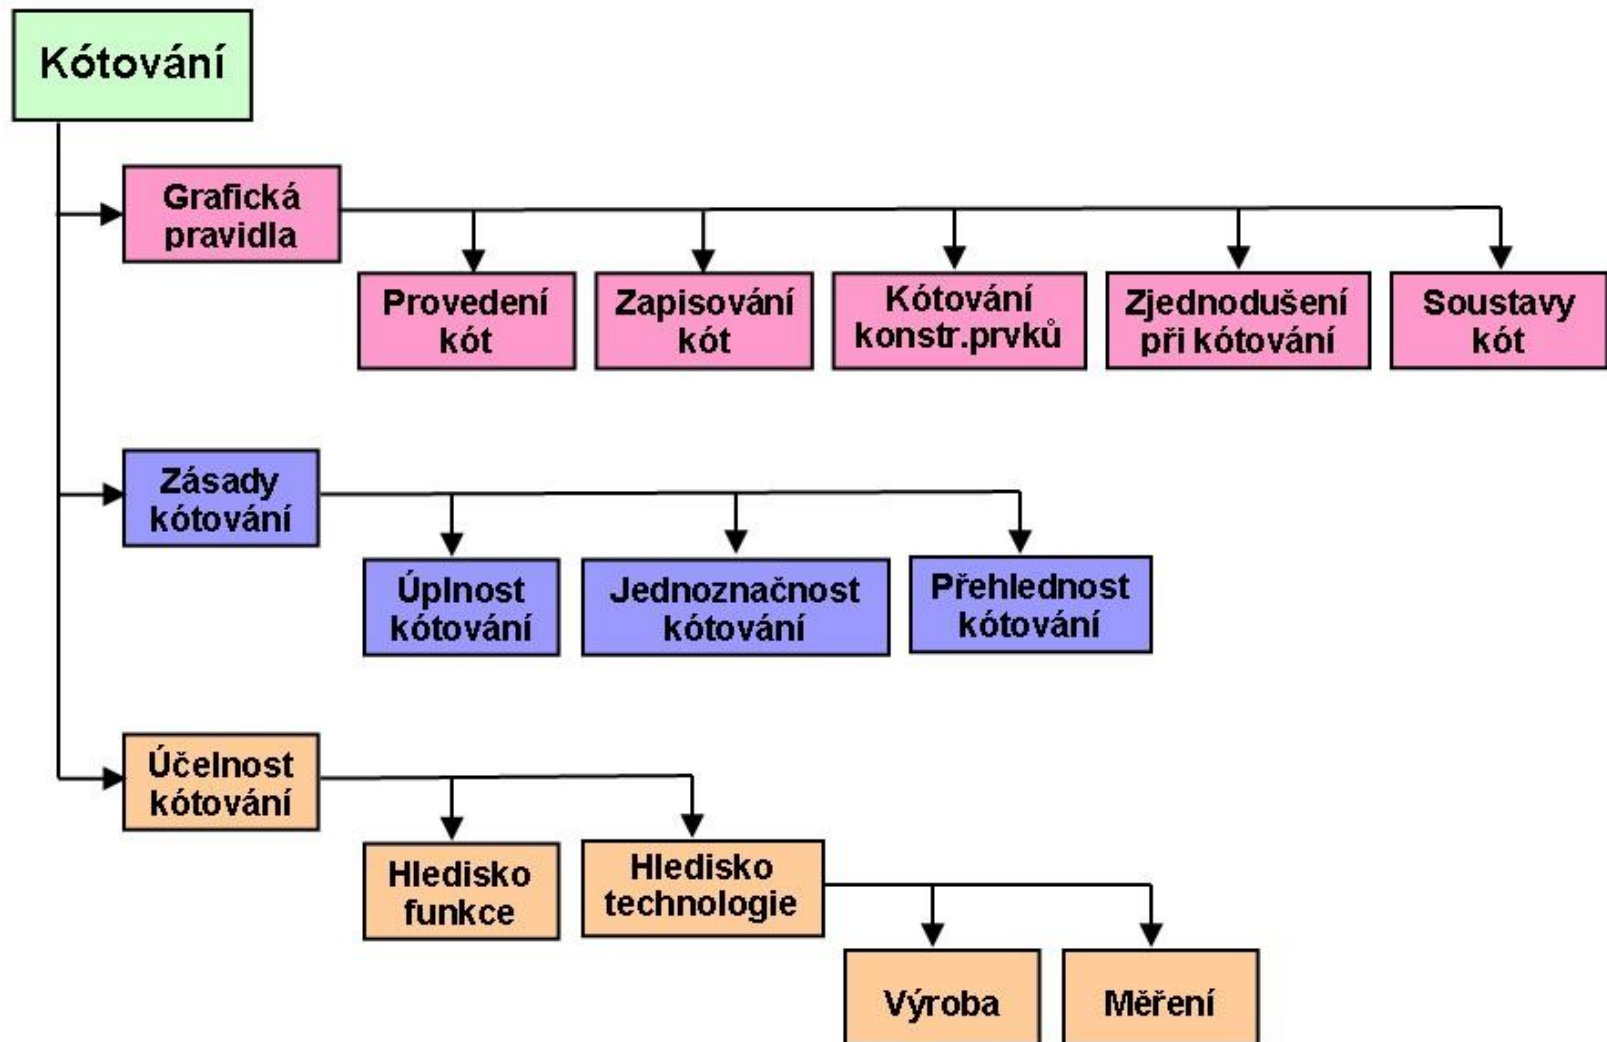 Kótování
Grafická
pravidla
Provedení
kót
Zapisování
kót
Kótování
konstr.prvků
Zjednodušení
při kótování
Soustavy
kót
Zásady
kótování
Úplnost
kótování
Jednoznačnost
kótování
Přehlednost
kótování
Účelnost
kótování
Hledisko
funkce
Hledisko
technologie
Výroba
Měření